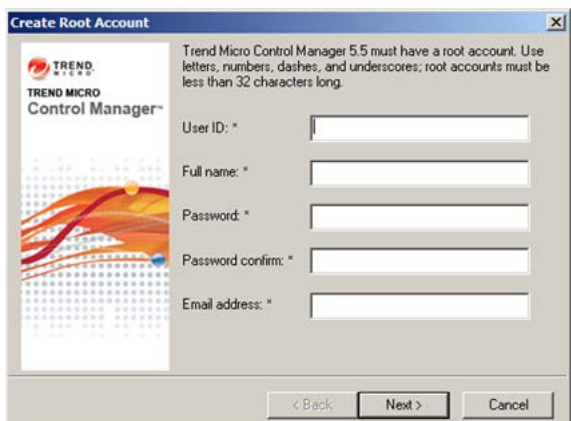 Create Root Account
TREND
MICRO
TREND MICRO
Control Manager™
Trend Micro Control Manager 5.5 must have a root account. Use
letters, numbers, dashes, and underscores; root accounts must be
less than 32 characters long.
User ID: *
Full name: *
Password: *
Password confirm: *
Email address: *
< Back
Next >
Cancel